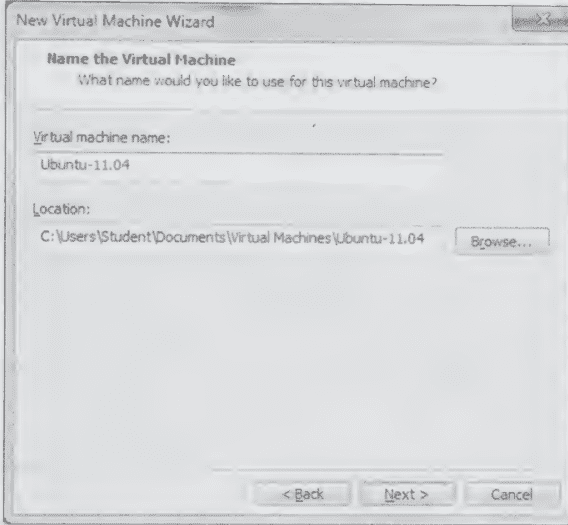 New Virtual Machine Wizard
Name the Virtual Machine
What name would you like to use for this virtual machine?
Virtual machine name:
Ubuntu-11.04
Location:
C:\Users\Student\Documents\Virtual Machines\Ubuntu-11.04
Browse...
< Back
Next >
Cancel